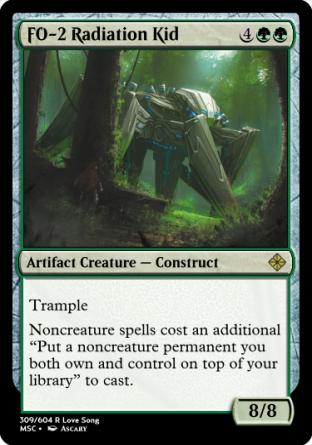 FO-2 Radiation Kid 4
Artifact Creature — Construct
Trample
Noncreature spells cost an additional
“Put a noncreature permanent you
both own and control on top of your
library” to cast.
309/604 R Love Song
MSC • Ascary
8/8